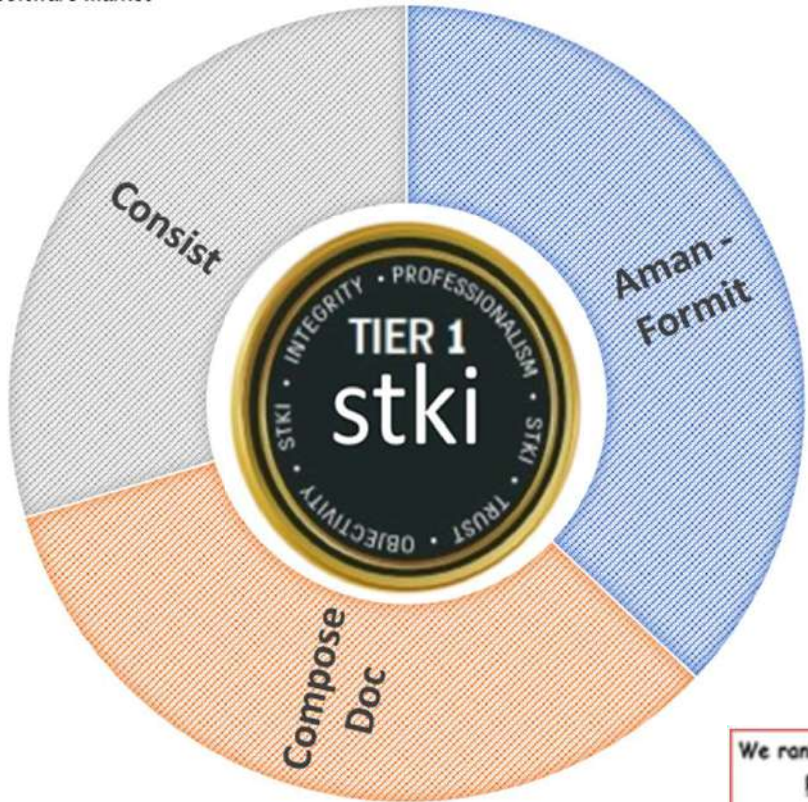 Consist
Aman -
Formit
INTEGRITY • PROFESSIONALISM • STKI • TRUST • OBJECTIVITY • STKI •
TIER 1
stki
Compose
Doc
We ran